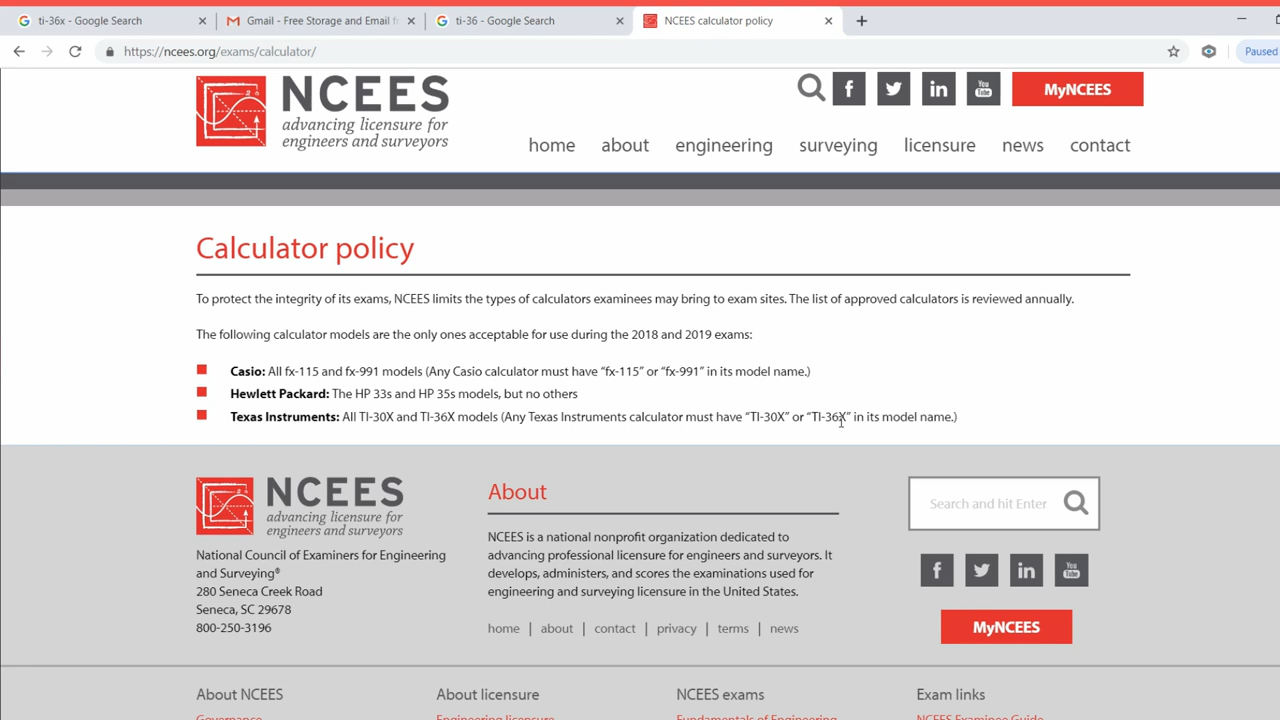 ti-36x - Google Search
Gmail - Free Storage and Email f
ti-36 - Google Search
NCEES calculator policy
https://ncees.org/exams/calculator/
Paused
NCEES
advancing licensure for
engineers and surveyors
MyNCEES
home about engineering surveying licensure news contact
Calculator policy
To protect the integrity of its exams, NCEES limits the types of calculators examinees may bring to exam sites. The list of approved calculators is reviewed annually.
The following calculator models are the only ones acceptable for use during the 2018 and 2019 exams:
Casio: All fx-115 and fx-991 models (Any Casio calculator must have “fx-115” or “fx-991” in its model name.)
Hewlett Packard: The HP 33s and HP 35s models, but no others
Texas Instruments: All TI-30X and TI-36X models (Any Texas Instruments calculator must have “TI-30X” or “TI-36X” in its model name.)
NCEES
advancing licensure for
engineers and surveyors
National Council of Examiners for Engineering
and Surveying®
280 Seneca Creek Road
Seneca, SC 29678
800-250-3196
About
NCEES is a national nonprofit organization dedicated to
advancing professional licensure for engineers and surveyors. It
develops, administers, and scores the examinations used for
engineering and surveying licensure in the United States.
home | about | contact | privacy | terms | news
Search and hit Enter
MyNCEES
About NCEES
Governance
About licensure
Engineering licensure
NCEES exams
Fundamentals of Engineering
Exam links
NCEES Examinee Guide